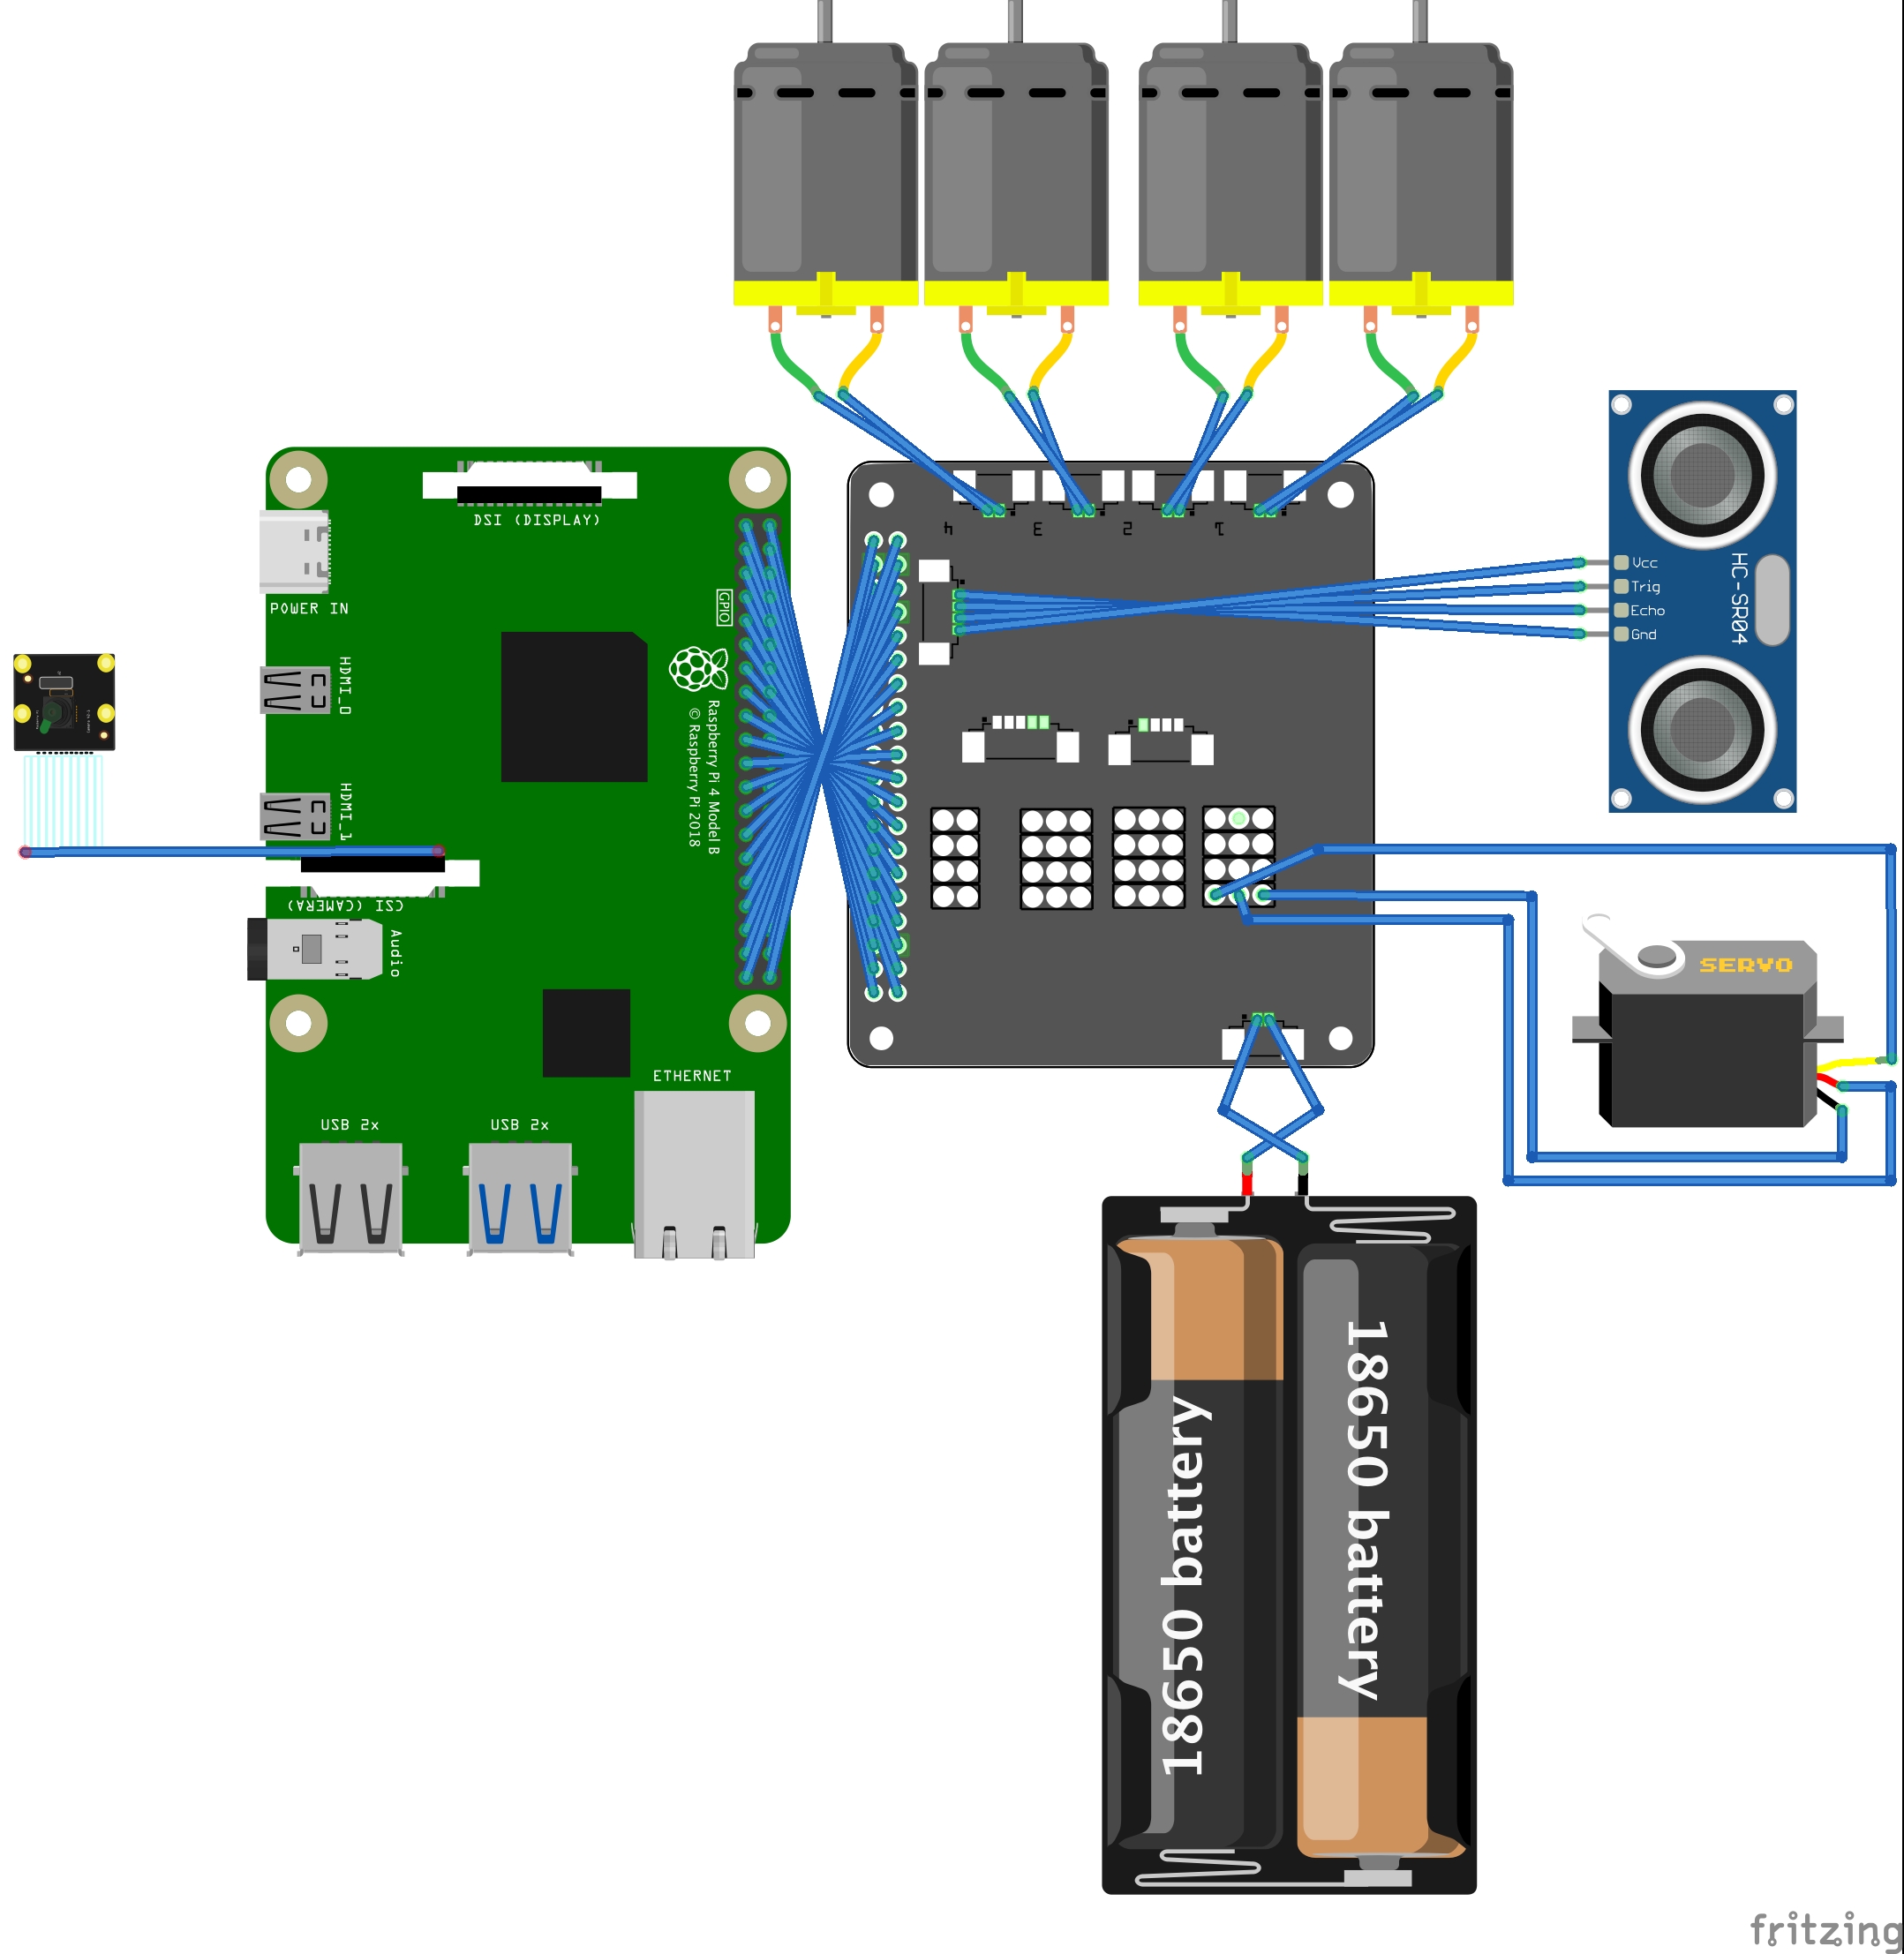 DSI (DISPLAY)
POWER IN
HDMI_0
HDMI_1
GPIO
Raspberry Pi 4 Model B
© Raspberry Pi 2018
CSI (CAMERA)
Audio
ETHERNET
USB 2x
USB 2x
4
3
2
1
Vcc
Trig
Echo
Gnd
HC-SR04
SERVO
18650 battery
18650 battery
fritzing